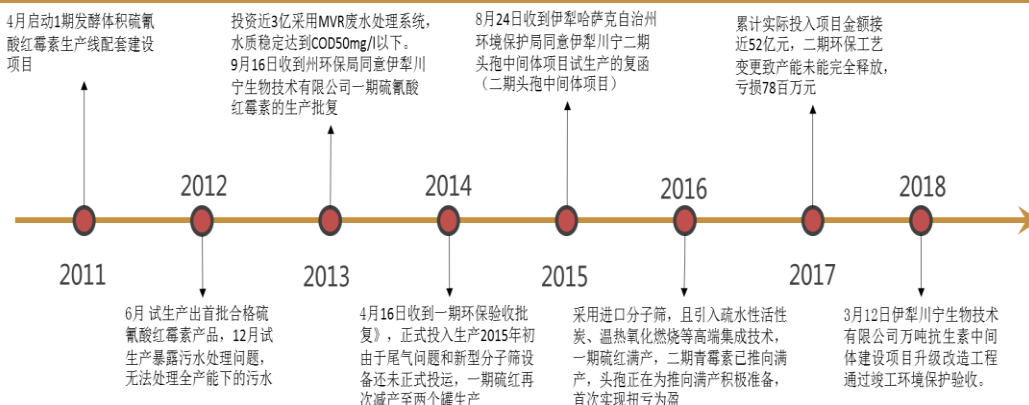 4月启动1期发酵体积硫氰
酸红霉素生产线配套建设
项目
投资近3亿采用MVR废水处理系统,
水质稳定达到COD50mg/l以下。
9月16日收到州环保局同意伊犁川
宁生物技术有限公司一期硫氰酸
红霉素的生产批复
8月24日收到伊犁哈萨克自治州
环境保护局同意伊犁川宁二期
头孢中间体项目试生产的复函
（二期头孢中间体项目）
累计实际投入项目金额接
近52亿元，二期环保工艺
变更致产能未能完全释放，
亏损78百万元
2012
2014
2016
2018
2011
2013
2015
2017
6月 试生产出首批合格硫
氰酸红霉素产品，12月试
生产暴露污水处理问题，
无法处理全产能下的污水
4月16日收到一期环保验收批
复》，正式投入生产2015年初
由于尾气问题和新型分子筛设
备还未正式投运，一期硫红再
次减产至两个罐生产
采用进口分子筛，且引入疏水性活性
炭、温热氧化燃烧等高端集成技术，
一期硫红满产，二期青霉素已推向满
产，头孢正在为推向满产积极准备，
首次实现扭亏为盈
3月12日伊犁川宁生物技术
有限公司万吨抗生素中间
体建设项目升级改造工程
通过竣工环境保护验收。